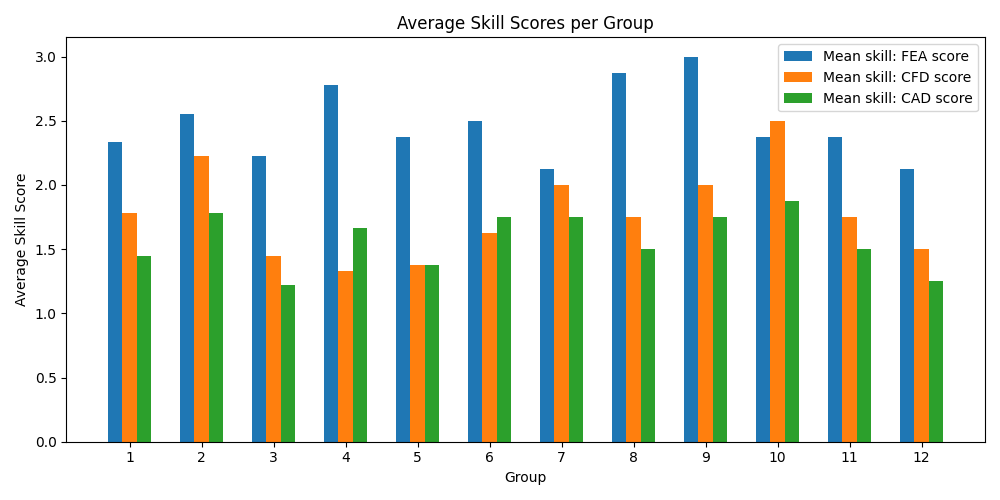 Average Skill Scores per Group
Mean skill: FEA score
Mean skill: CFD score
Mean skill: CAD score
Average Skill Score
3.0
2.5
2.0
1.5
1.0
0.5
0.0
1 2 3 4 5 6 7 8 9 10 11 12
Group